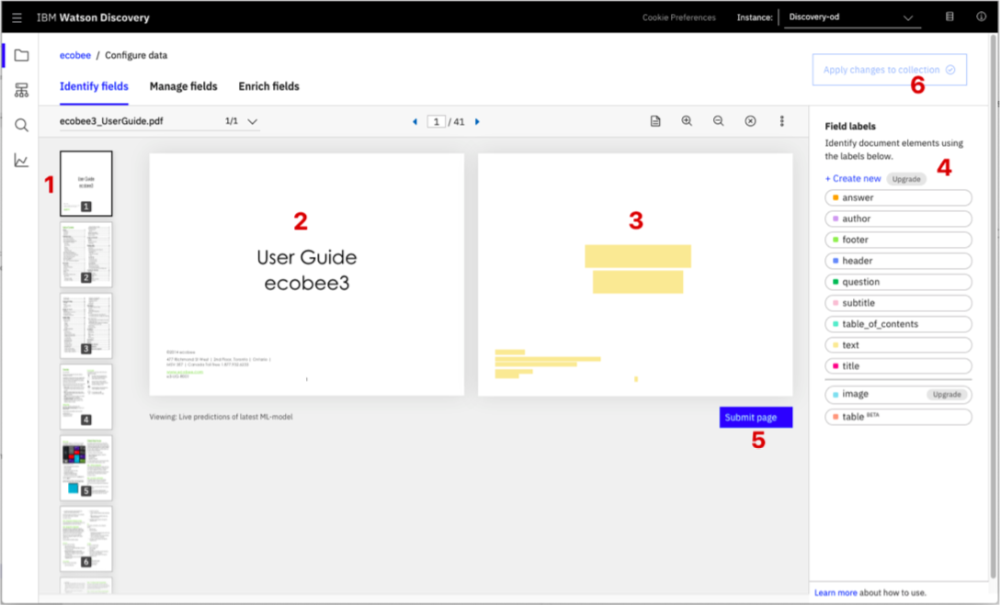 IBM Watson Discovery
Cookie Preferences
Instance:
Discovery-od
ecobee / Configure data
Apply changes to collection
6
Identify fields
Manage fields
Enrich fields
ecobee3_UserGuide.pdf
1/1
1 / 41
1
User Guide
ecobee3
1
2
3
4
5
6
2
User Guide
ecobee3
3
Viewing: Live predictions of latest ML-model
Submit page
5
Field labels
Identify document elements using
the labels below.
4
+ Create new
Upgrade
answer
author
footer
header
question
subtitle
table_of_contents
text
title
image
Upgrade
table BETA
Learn more about how to use.